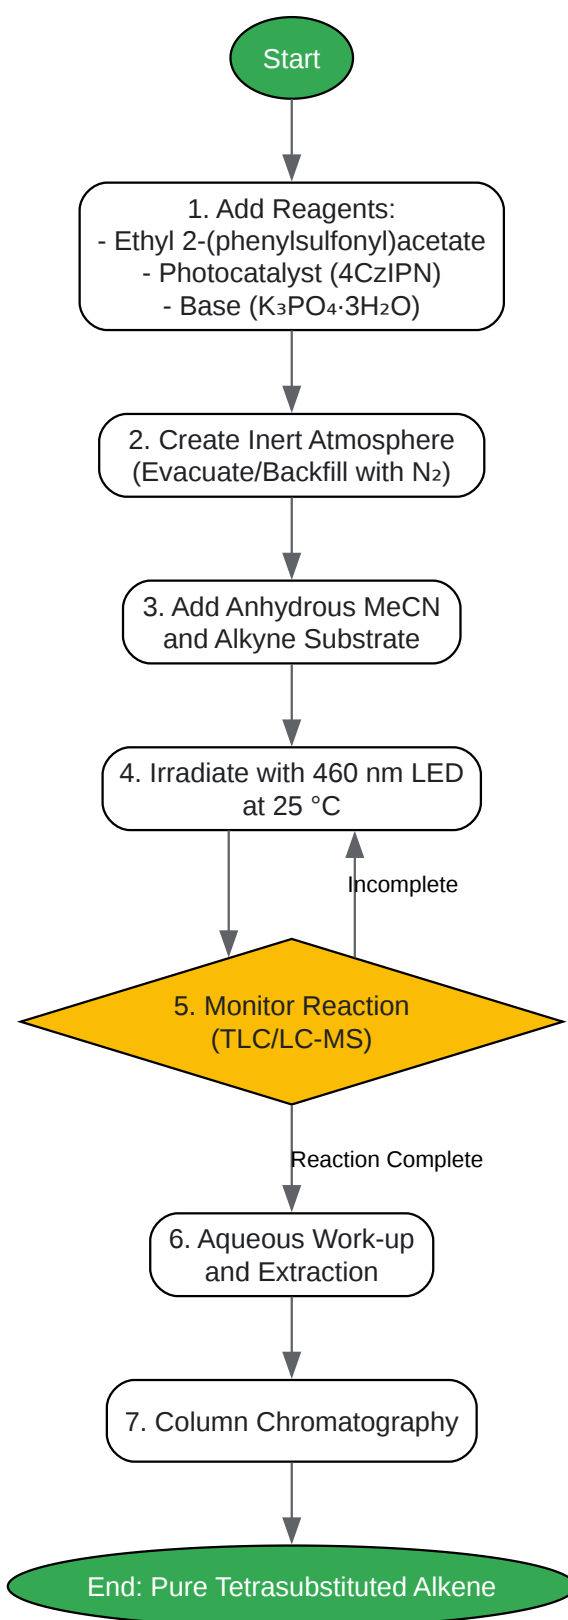 Start
1. Add Reagents:
- Ethyl 2-(phenylsulfonyl)acetate
- Photocatalyst (4CzIPN)
- Base (K₃PO₄·3H₂O)
2. Create Inert Atmosphere
(Evacuate/Backfill with N₂)
3. Add Anhydrous MeCN
and Alkyne Substrate
4. Irradiate with 460 nm LED
at 25 °C
Incomplete
5. Monitor Reaction
(TLC/LC-MS)
Reaction Complete
6. Aqueous Work-up
and Extraction
7. Column Chromatography
End: Pure Tetrasubstituted Alkene